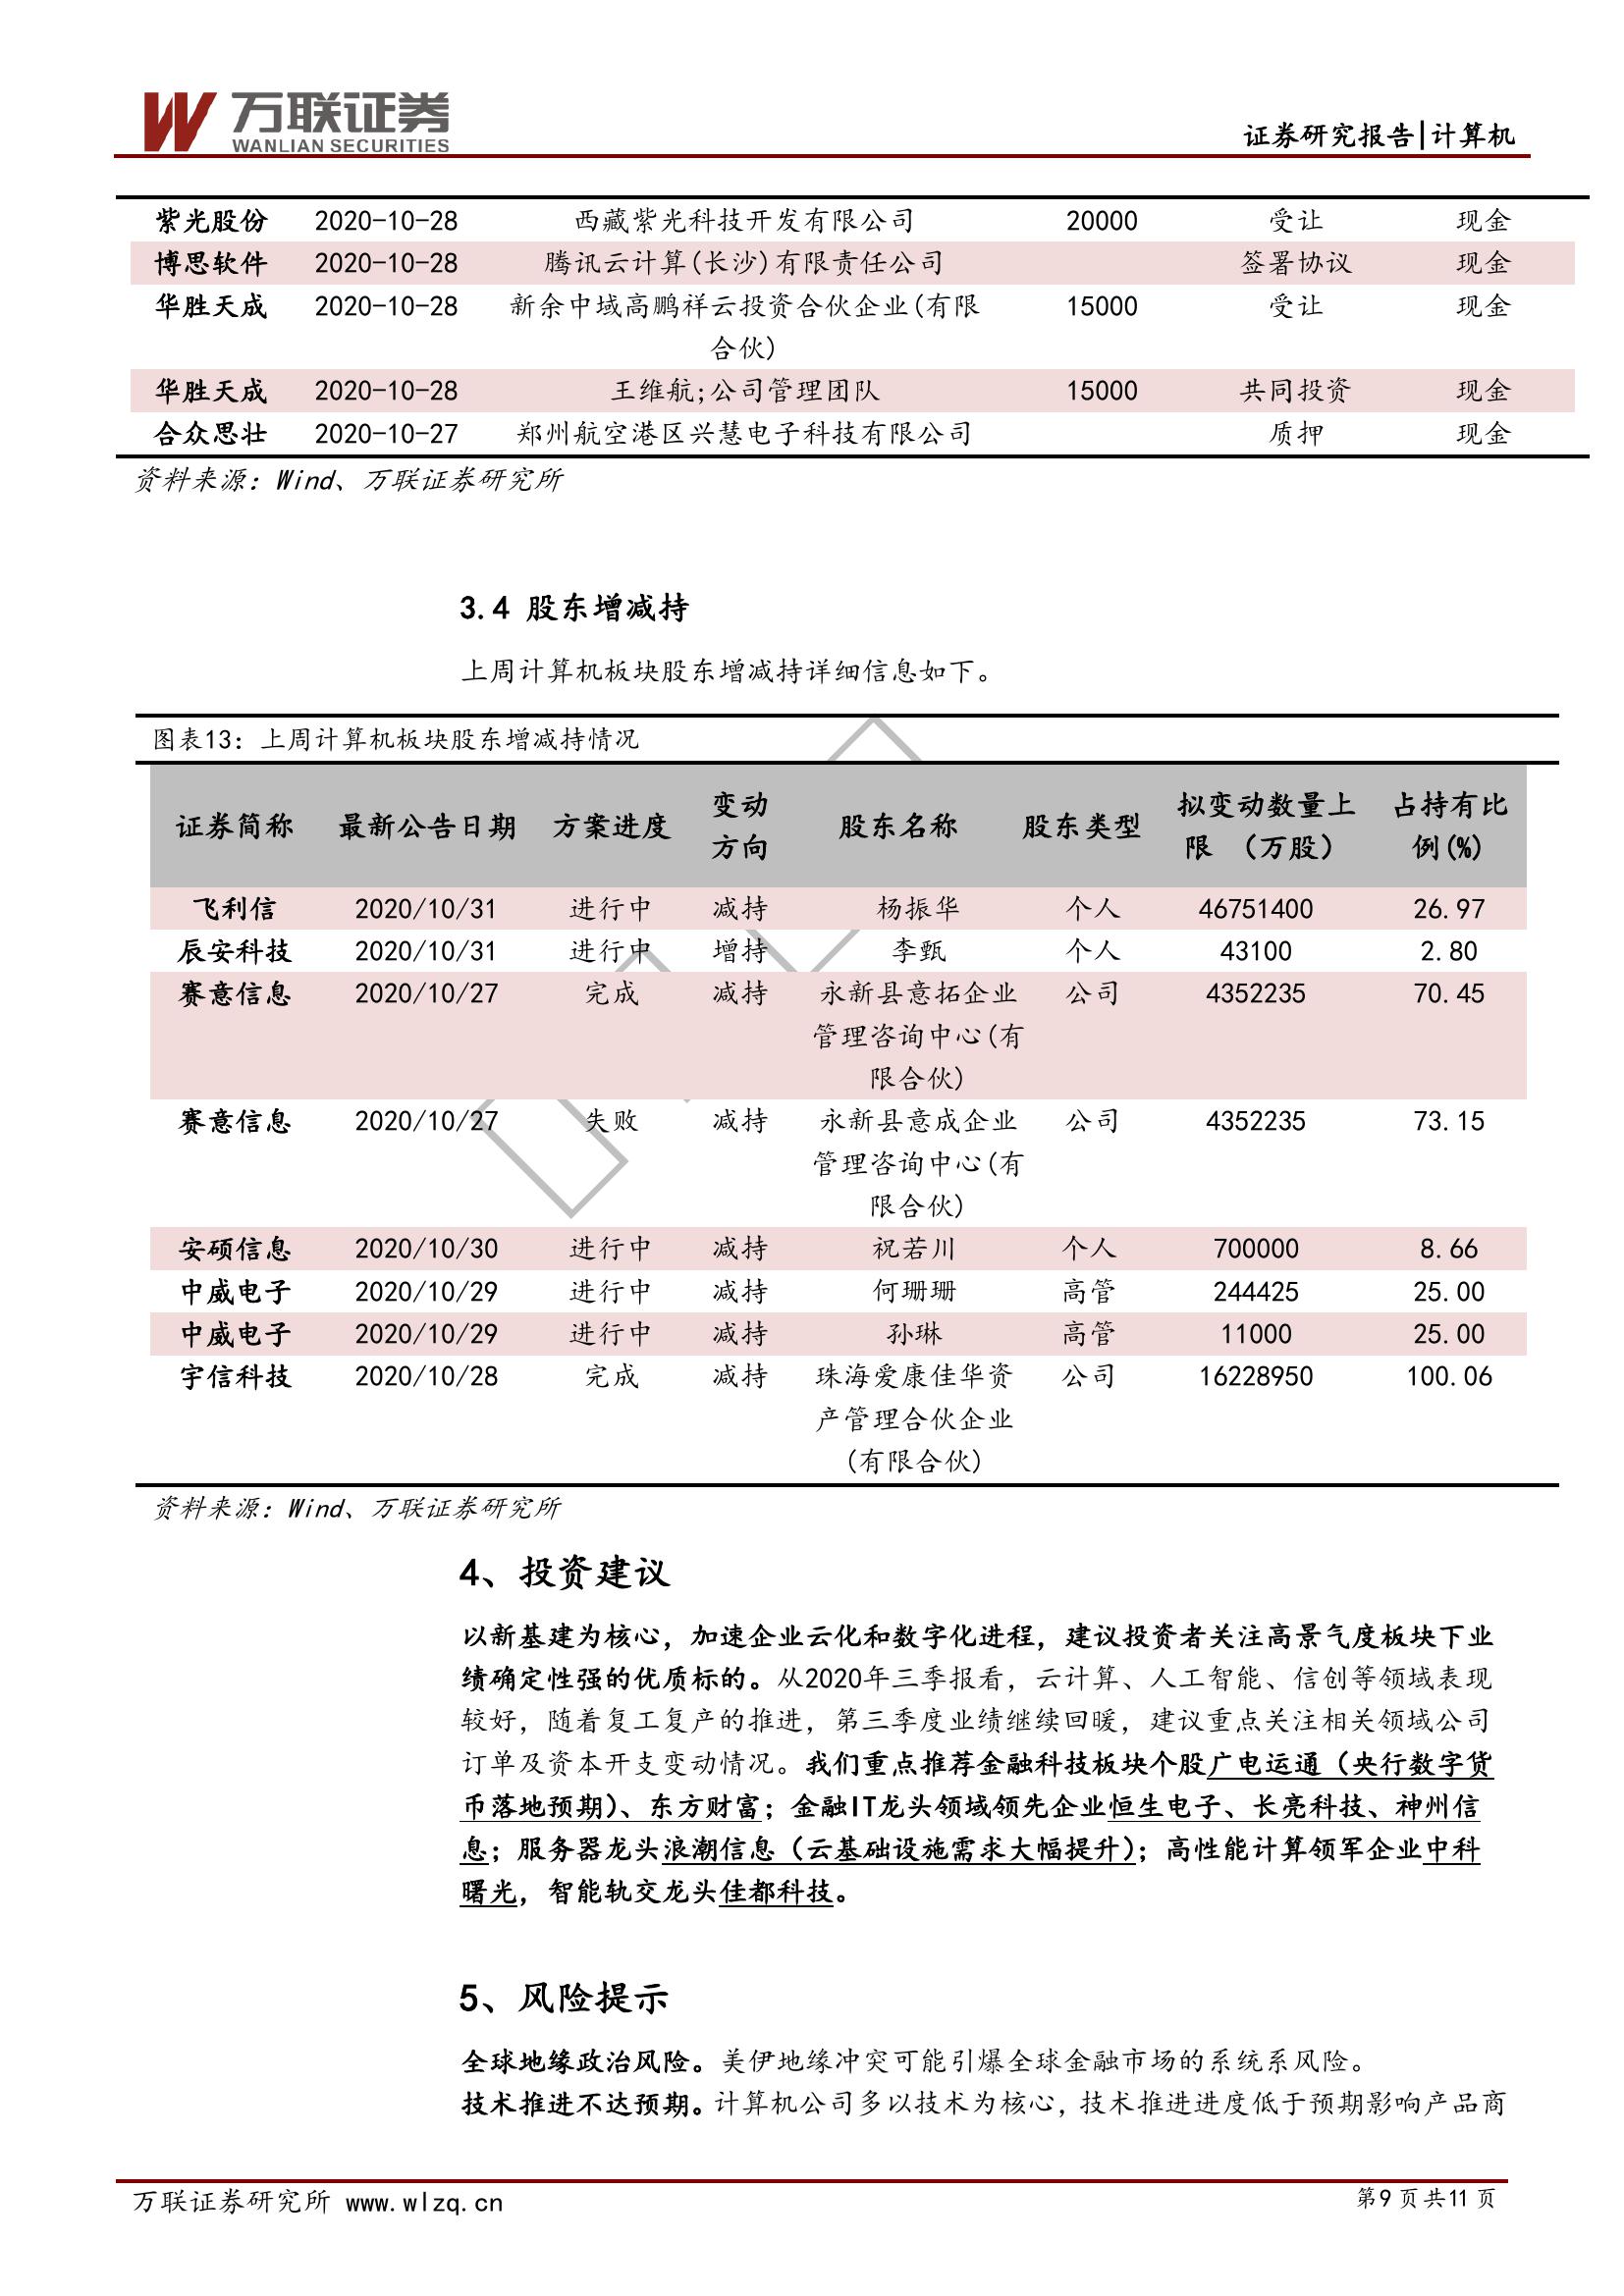 万联证券
WANLIAN SECURITIES
证券研究报告|计算机
紫光股份 2020-10-28 西藏紫光科技开发有限公司 20000 受让 现金
博思软件 2020-10-28 腾讯云计算(长沙)有限责任公司 签署协议 现金
华胜天成 2020-10-28 新余中域高鹏祥云投资合伙企业(有限 15000 受让 现金
合伙)
华胜天成 2020-10-28 王维航;公司管理团队 15000 共同投资 现金
合众思壮 2020-10-27 郑州航空港区兴慧电子科技有限公司 质押 现金
资料来源：Wind、万联证券研究所
3.4 股东增减持
上周计算机板块股东增减持详细信息如下。
图表13：上周计算机板块股东增减持情况
变动 拟变动数量上 占持有比
证券简称 最新公告日期 方案进度 股东名称 股东类型
方向 限 （万股） 例(%)
飞利信 2020/10/31 进行中 减持 杨振华 个人 46751400 26.97
辰安科技 2020/10/31 进行中 增持 李甄 个人 43100 2.80
赛意信息 2020/10/27 完成 减持 永新县意拓企业 公司 4352235 70.45
管理咨询中心(有
限合伙)
赛意信息 2020/10/27 失败 减持 永新县意成企业 公司 4352235 73.15
管理咨询中心(有
限合伙)
安硕信息 2020/10/30 进行中 减持 祝若川 个人 700000 8.66
中威电子 2020/10/29 进行中 减持 何珊珊 高管 244425 25.00
中威电子 2020/10/29 进行中 减持 孙琳 高管 11000 25.00
宇信科技 2020/10/28 完成 减持 珠海爱康佳华资 公司 16228950 100.06
产管理合伙企业
(有限合伙)
资料来源：Wind、万联证券研究所
4、投资建议
以新基建为核心，加速企业云化和数字化进程，建议投资者关注高景气度板块下业
绩确定性强的优质标的。从2020年三季报看，云计算、人工智能、信创等领域表现
较好，随着复工复产的推进，第三季度业绩继续回暖，建议重点关注相关领域公司
订单及资本开支变动情况。我们重点推荐金融科技板块个股广电运通（央行数字货
币落地预期）、东方财富；金融IT龙头领域领先企业恒生电子、长亮科技、神州信
息；服务器龙头浪潮信息（云基础设施需求大幅提升）；高性能计算领军企业中科
曙光，智能轨交龙头佳都科技。
5、风险提示
全球地缘政治风险。美伊地缘冲突可能引爆全球金融市场的系统系风险。
技术推进不达预期。计算机公司多以技术为核心，技术推进进度低于预期影响产品商
万联证券研究所 www.wlzq.cn
第9页共11页